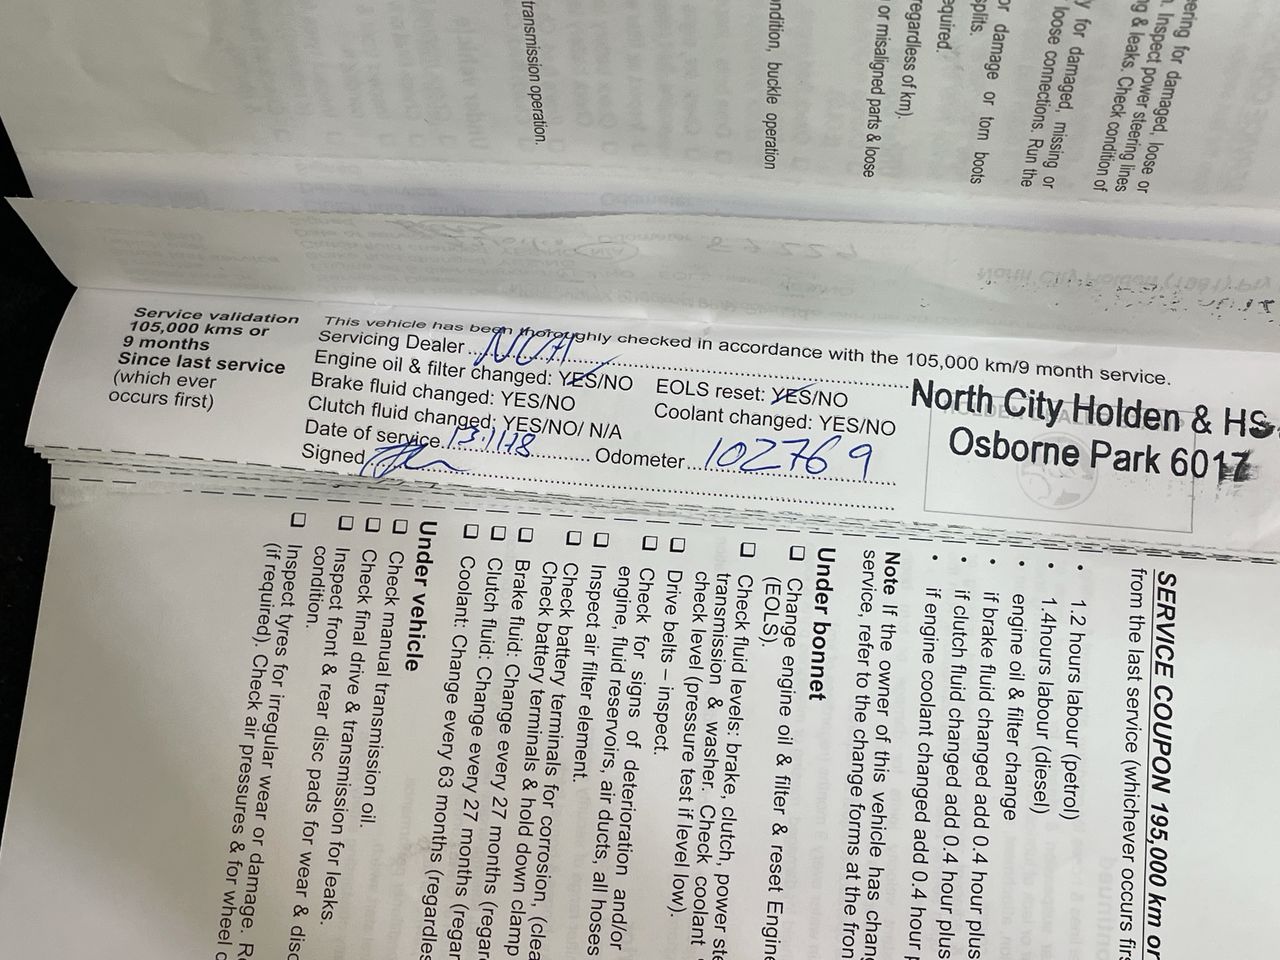 transmission operation.
ndition, buckle operation
or misaligned parts & loose
regardless of km).
equired.
splits.
or damage or torn boots
loose connections. Run the
y for damaged, missing or
g & leaks. Check condition of
. Inspect power steering lines
ering for damaged, loose or
Service validation
105,000 kms or
9 months
Since last service
(which ever
occurs first)
This vehicle has been thoroughly checked in accordance with the 105,000 km/9 month service.
Servicing Dealer NCH
Engine oil & filter changed: YES/NO EOLS reset: YES/NO
Brake fluid changed: YES/NO Coolant changed: YES/NO
Clutch fluid changed: YES/NO/ N/A
Date of service 13/1/18 Odometer 102769
Signed
North City Holden & HS
Osborne Park 6017
SERVICE COUPON 195,000 km or
from the last service (whichever occurs firs
• 1.2 hours labour (petrol)
• 1.4hours labour (diesel)
• engine oil & filter change
• if brake fluid changed add 0.4 hour plus
• if clutch fluid changed add 0.4 hour plus
• if engine coolant changed add 0.4 hour p
Note If the owner of this vehicle has chang
service, refer to the change forms at the fron
Under bonnet
❑ Change engine oil & filter & reset Engine
(EOLS).
❑ Check fluid levels: brake, clutch, power ste
transmission & washer. Check coolant
check level (pressure test if level low).
❑ Drive belts – inspect.
❑ Check for signs of deterioration and/or
engine, fluid reservoirs, air ducts, all hoses
❑ Inspect air filter element.
❑ Check battery terminals for corrosion, (clea
Check battery terminals & hold down clamp
❑ Brake fluid: Change every 27 months (regar
❑ Clutch fluid: Change every 27 months (regar
❑ Coolant: Change every 63 months (regardles
Under vehicle
❑ Check manual transmission oil.
❑ Check final drive & transmission for leaks.
❑ Inspect front & rear disc pads for wear & disc
condition.
❑ Inspect tyres for irregular wear or damage. Ro
(if required). Check air pressures & for wheel c